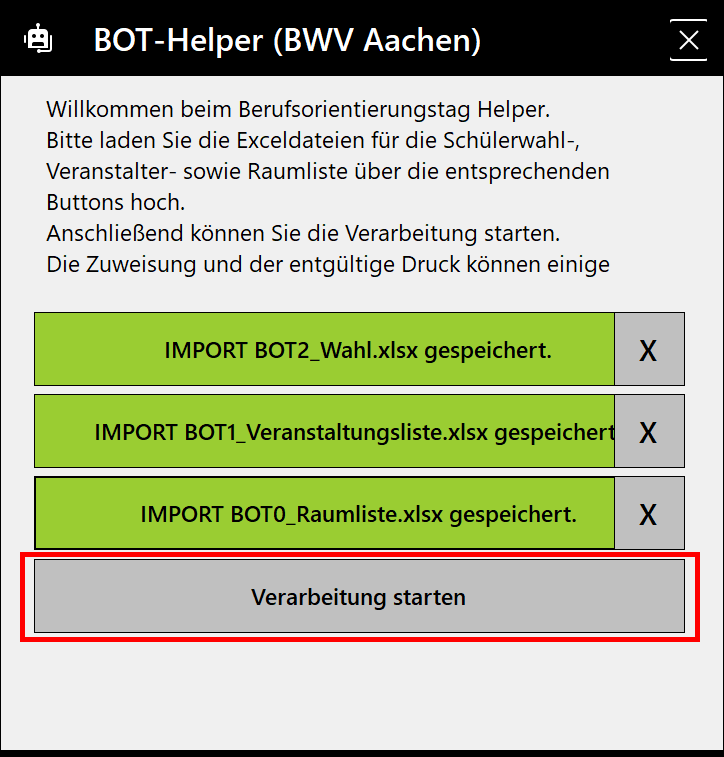 BOT-Helper (BWV Aachen)
Willkommen beim Berufsorientierungstag Helper.
Bitte laden Sie die Exceldateien für die Schülerwahl-,
Veranstalter- sowie Raumliste über die entsprechenden
Buttons hoch.
Anschließend können Sie die Verarbeitung starten.
Die Zuweisung und der entgültige Druck können einige
IMPORT BOT2_Wahl.xlsx gespeichert. X
IMPORT BOT1_Veranstaltungsliste.xlsx gespeichert X
IMPORT BOT0_Raumliste.xlsx gespeichert. X
Verarbeitung starten